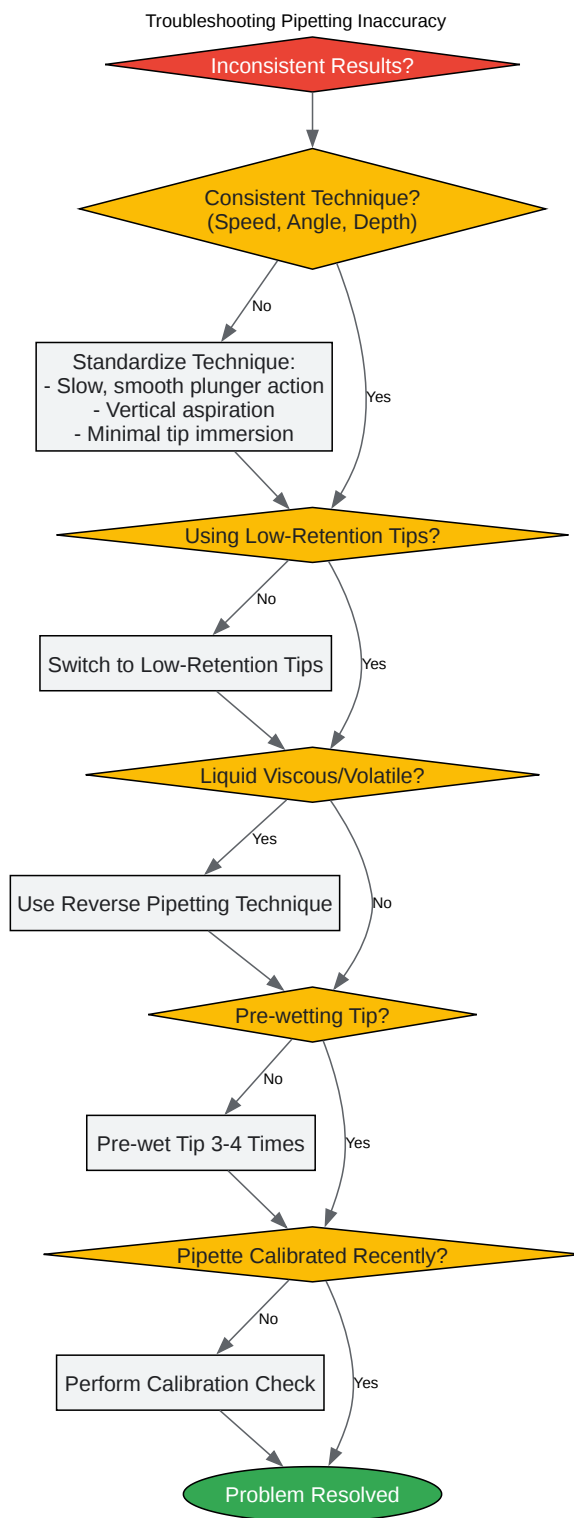 Troubleshooting Pipetting Inaccuracy
Inconsistent Results?
Consistent Technique?
(Speed, Angle, Depth)
No
Yes
Standardize Technique:
- Slow, smooth plunger action
- Vertical aspiration
- Minimal tip immersion
Using Low-Retention Tips?
No
Yes
Switch to Low-Retention Tips
Liquid Viscous/Volatile?
Yes
No
Use Reverse Pipetting Technique
Pre-wetting Tip?
No
Yes
Pre-wet Tip 3-4 Times
Pipette Calibrated Recently?
No
Yes
Perform Calibration Check
Problem Resolved